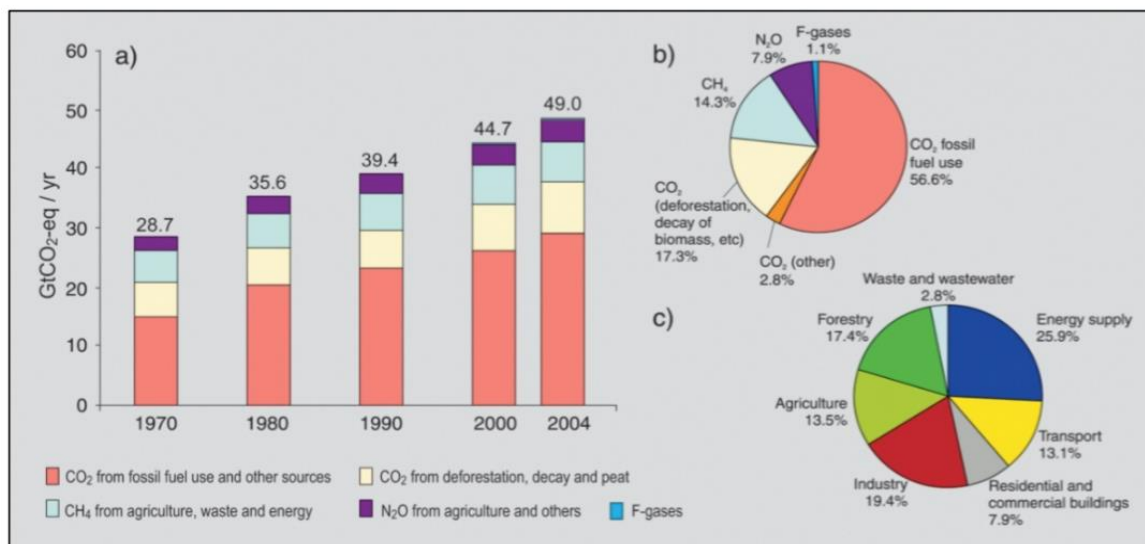 60
50
40
30
20
10
0
GtCO₂-eq / yr
a)
28.7
35.6
39.4
44.7
49.0
1970
1980
1990
2000
2004
CO₂ from fossil fuel use and other sources
CO₂ from deforestation, decay and peat
CH₄ from agriculture, waste and energy
N₂O from agriculture and others
F-gases
b)
F-gases
1.1%
N₂O
7.9%
CH₄
14.3%
CO₂ fossil
fuel use
56.6%
CO₂
(deforestation,
decay of
biomass, etc)
17.3%
CO₂ (other)
2.8%
c)
Waste and wastewater
2.8%
Forestry
17.4%
Energy supply
25.9%
Agriculture
13.5%
Transport
13.1%
Industry
19.4%
Residential and
commercial buildings
7.9%